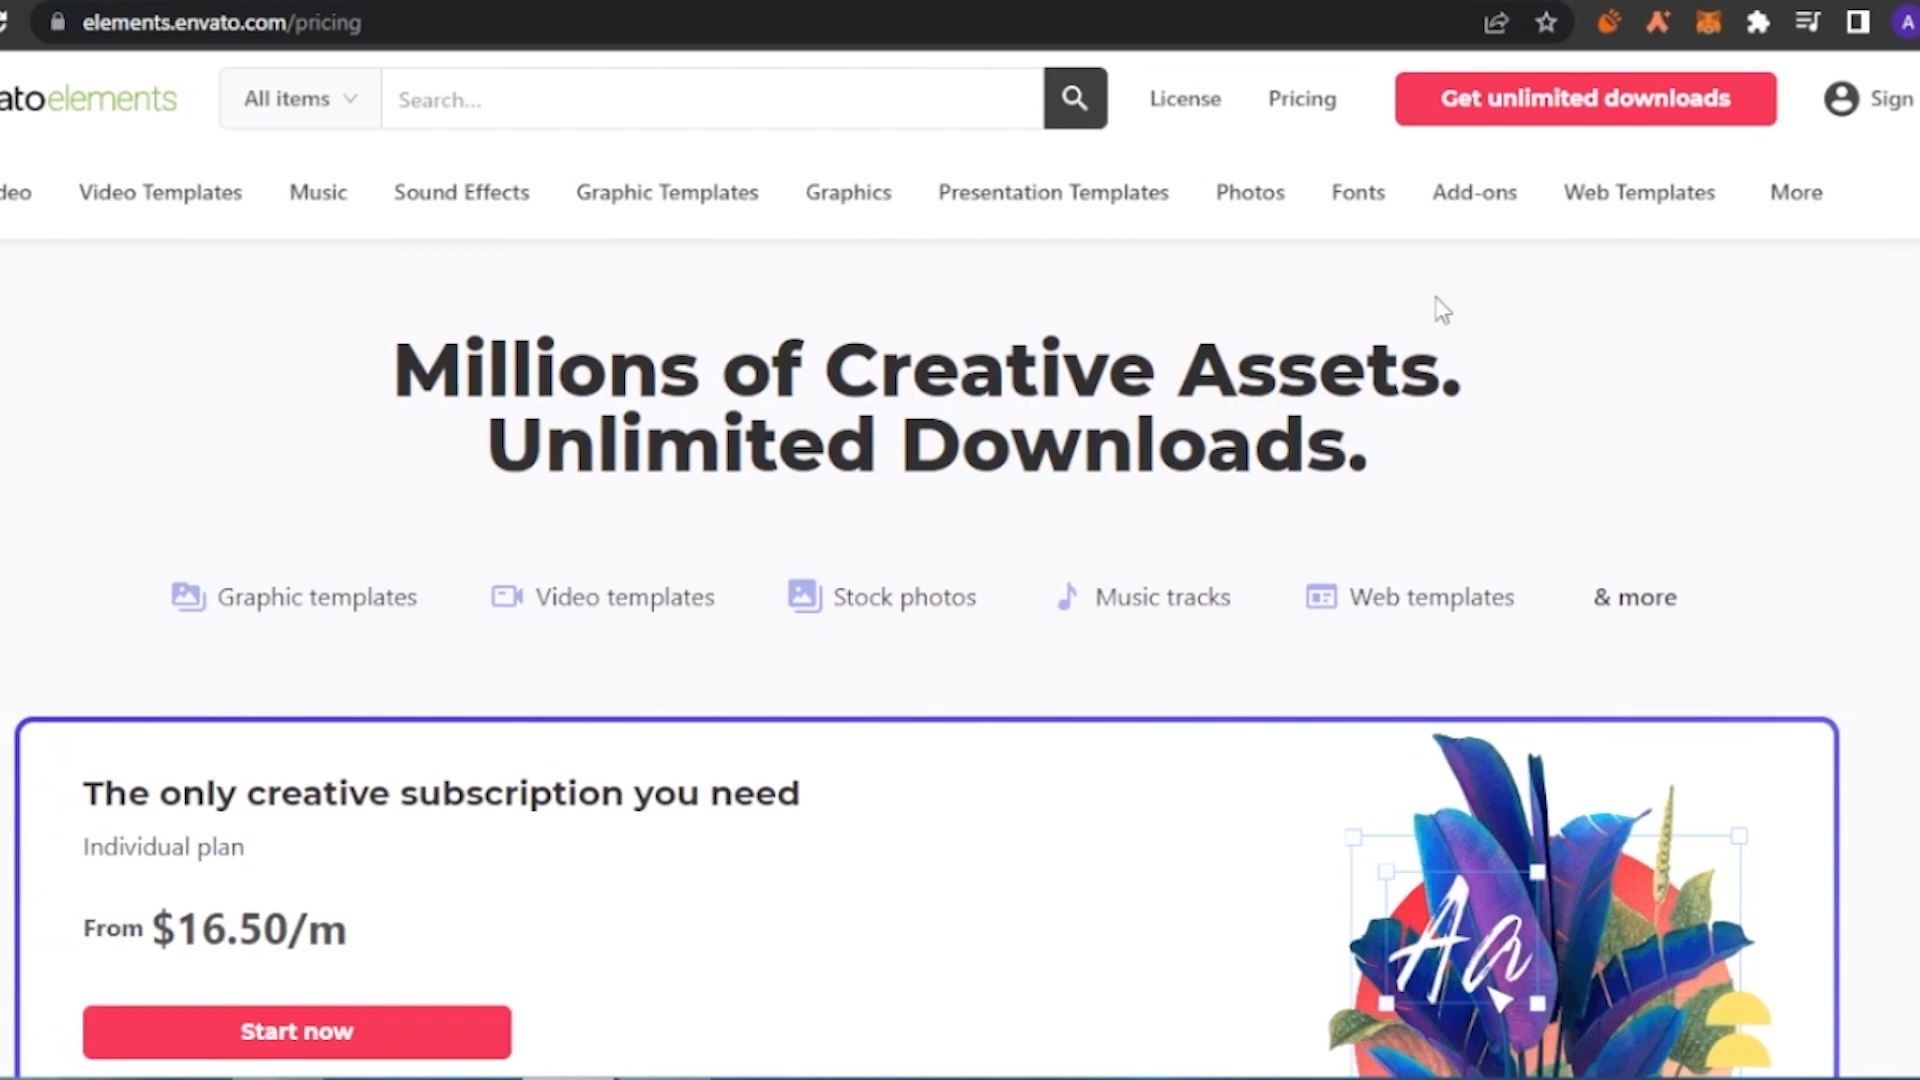 elements.envato.com/pricing
A
elements
All items
Search...
License
Pricing
Get unlimited downloads
Sign
Video Templates
Music
Sound Effects
Graphic Templates
Graphics
Presentation Templates
Photos
Fonts
Add-ons
Web Templates
More
Millions of Creative Assets.
Unlimited Downloads.
Graphic templates
Video templates
Stock photos
Music tracks
Web templates
& more
The only creative subscription you need
Individual plan
From $16.50/m
Aa
Start now